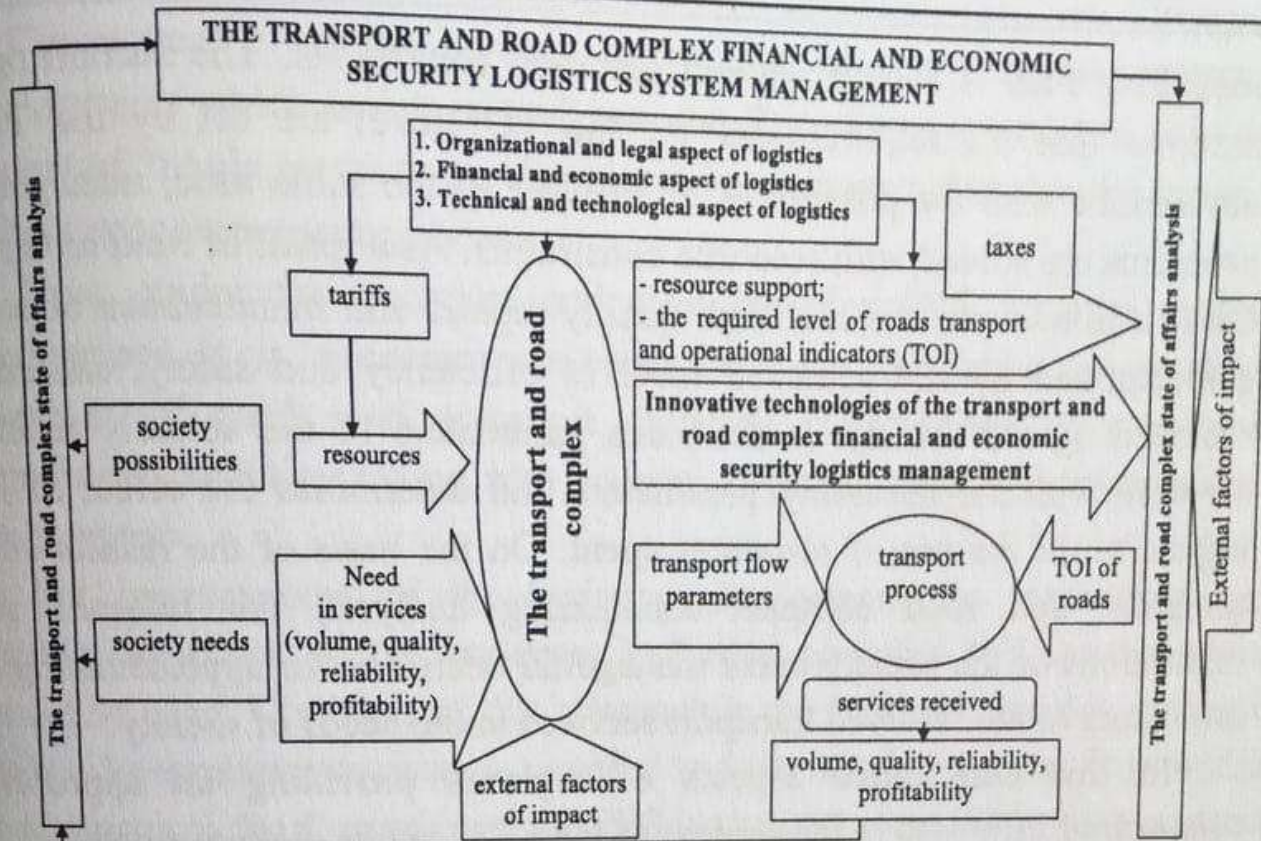 THE TRANSPORT AND ROAD COMPLEX FINANCIAL AND ECONOMIC
SECURITY LOGISTICS SYSTEM MANAGEMENT
The transport and road complex state of affairs analysis
1. Organizational and legal aspect of logistics
2. Financial and economic aspect of logistics
3. Technical and technological aspect of logistics
tariffs
taxes
- resource support;
- the required level of roads transport
and operational indicators (TOI)
society
possibilities
resources
The transport and road
complex
Innovative technologies of the transport and
road complex financial and economic
security logistics management
society needs
Need
in services
(volume, quality,
reliability,
profitability)
transport flow
parameters
transport
process
TOI of
roads
services received
volume, quality, reliability,
profitability
external factors
of impact
The transport and road complex state of affairs analysis
External factors of impact